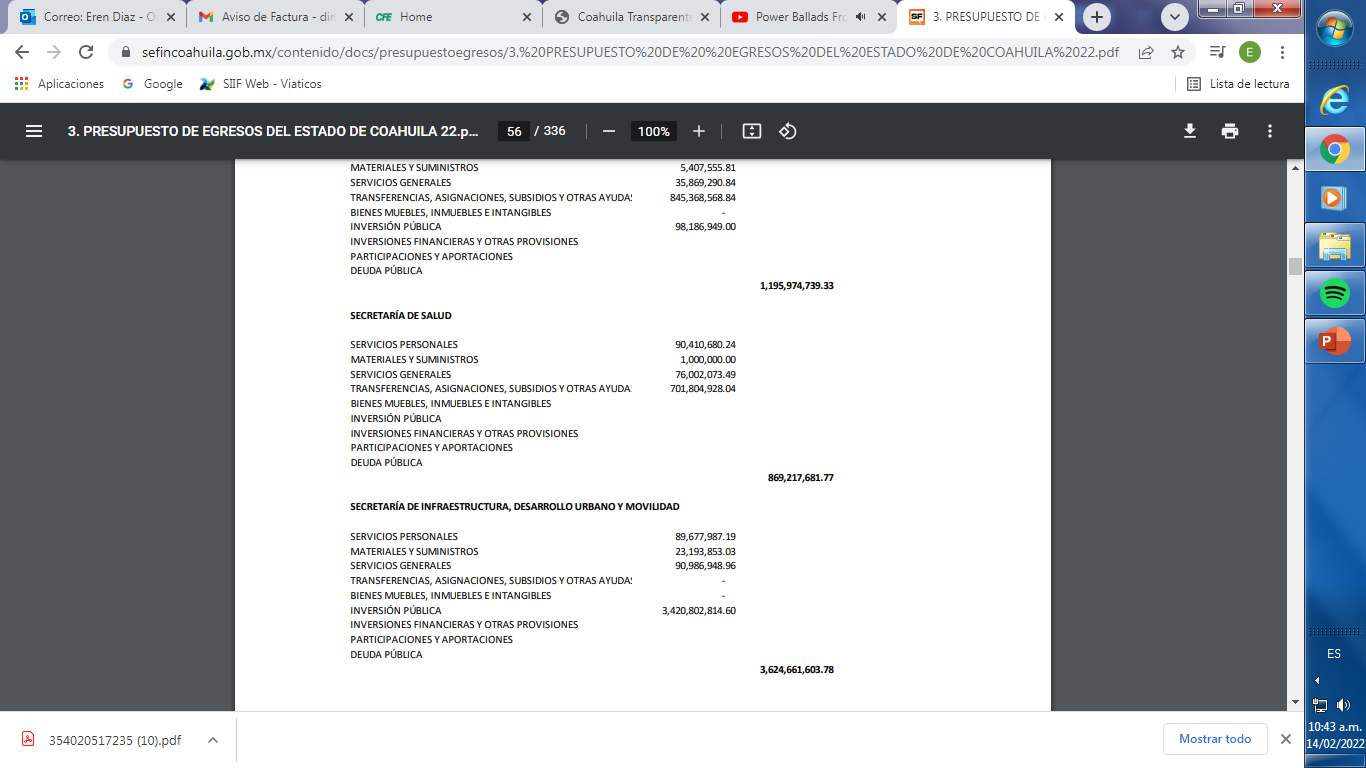 Correo: Eren Diaz - O
Aviso de Factura - dir
CFE Home
Coahuila Transparente
Power Ballads Fro
SF 3. PRESUPUESTO DE
sefincoahuila.gob.mx/contenido/docs/presupuestoegresos/3.%20PRESUPUESTO%20DE%20%20EGRESOS%20DEL%20ESTADO%20DE%20COAHUILA%2022.pdf
E
Aplicaciones
Google
SIIF Web - Viaticos
Lista de lectura
3. PRESUPUESTO DE EGRESOS DEL ESTADO DE COAHUILA 22.p...
56 / 336
100%
MATERIALES Y SUMINISTROS 5,407,555.81
SERVICIOS GENERALES 35,869,290.84
TRANSFERENCIAS, ASIGNACIONES, SUBSIDIOS Y OTRAS AYUDAS 845,368,568.84
BIENES MUEBLES, INMUEBLES E INTANGIBLES -
INVERSIÓN PÚBLICA 98,186,949.00
INVERSIONES FINANCIERAS Y OTRAS PROVISIONES
PARTICIPACIONES Y APORTACIONES
DEUDA PÚBLICA
1,195,974,739.33
SECRETARÍA DE SALUD
SERVICIOS PERSONALES 90,410,680.24
MATERIALES Y SUMINISTROS 1,000,000.00
SERVICIOS GENERALES 76,002,073.49
TRANSFERENCIAS, ASIGNACIONES, SUBSIDIOS Y OTRAS AYUDAS 701,804,928.04
BIENES MUEBLES, INMUEBLES E INTANGIBLES
INVERSIÓN PÚBLICA
INVERSIONES FINANCIERAS Y OTRAS PROVISIONES
PARTICIPACIONES Y APORTACIONES
DEUDA PÚBLICA
869,217,681.77
SECRETARÍA DE INFRAESTRUCTURA, DESARROLLO URBANO Y MOVILIDAD
SERVICIOS PERSONALES 89,677,987.19
MATERIALES Y SUMINISTROS 23,193,853.03
SERVICIOS GENERALES 90,986,948.96
TRANSFERENCIAS, ASIGNACIONES, SUBSIDIOS Y OTRAS AYUDAS -
BIENES MUEBLES, INMUEBLES E INTANGIBLES -
INVERSIÓN PÚBLICA 3,420,802,814.60
INVERSIONES FINANCIERAS Y OTRAS PROVISIONES
PARTICIPACIONES Y APORTACIONES
DEUDA PÚBLICA
3,624,661,603.78
354020517235 (10).pdf
Mostrar todo
ES
10:43 a.m.
14/02/2022